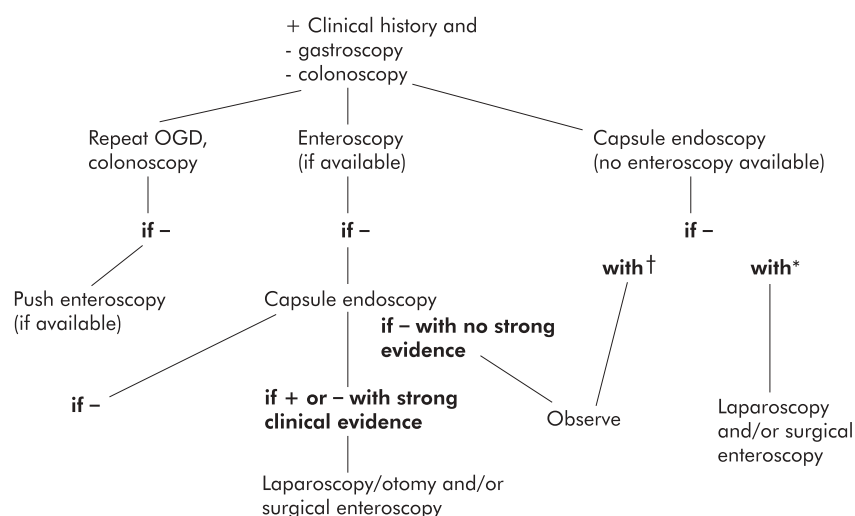 + Clinical history and
- gastroscopy
- colonoscopy
Repeat OGD,
colonoscopy
Enteroscopy
(if available)
Capsule endoscopy
(no enteroscopy available)
if –
if –
if –
with†
with*
Push enteroscopy
(if available)
Capsule endoscopy
if – with no strong
evidence
if –
if + or – with strong
clinical evidence
Observe
Laparoscopy
and/or surgical
enteroscopy
Laparoscopy/otomy and/or
surgical enteroscopy